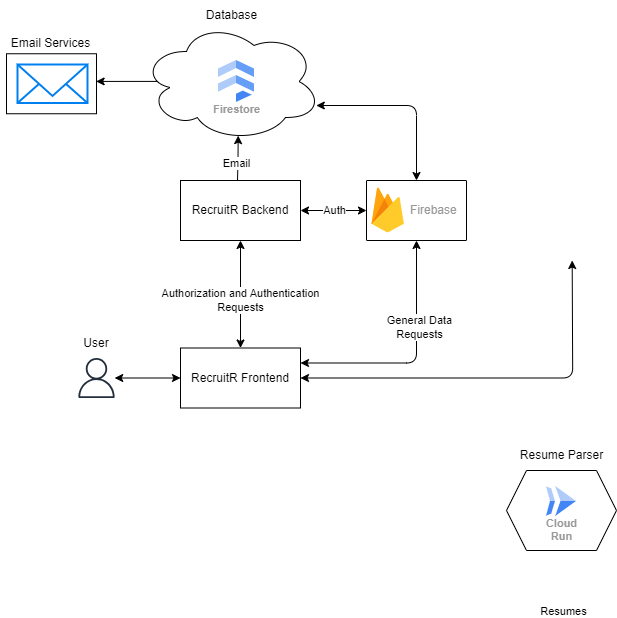 Database
Email Services
Firestore
Email
RecruitR Backend
Auth
Firebase
Authorization and Authentication
Requests
General Data
Requests
User
RecruitR Frontend
Resume Parser
Cloud
Run
Resumes